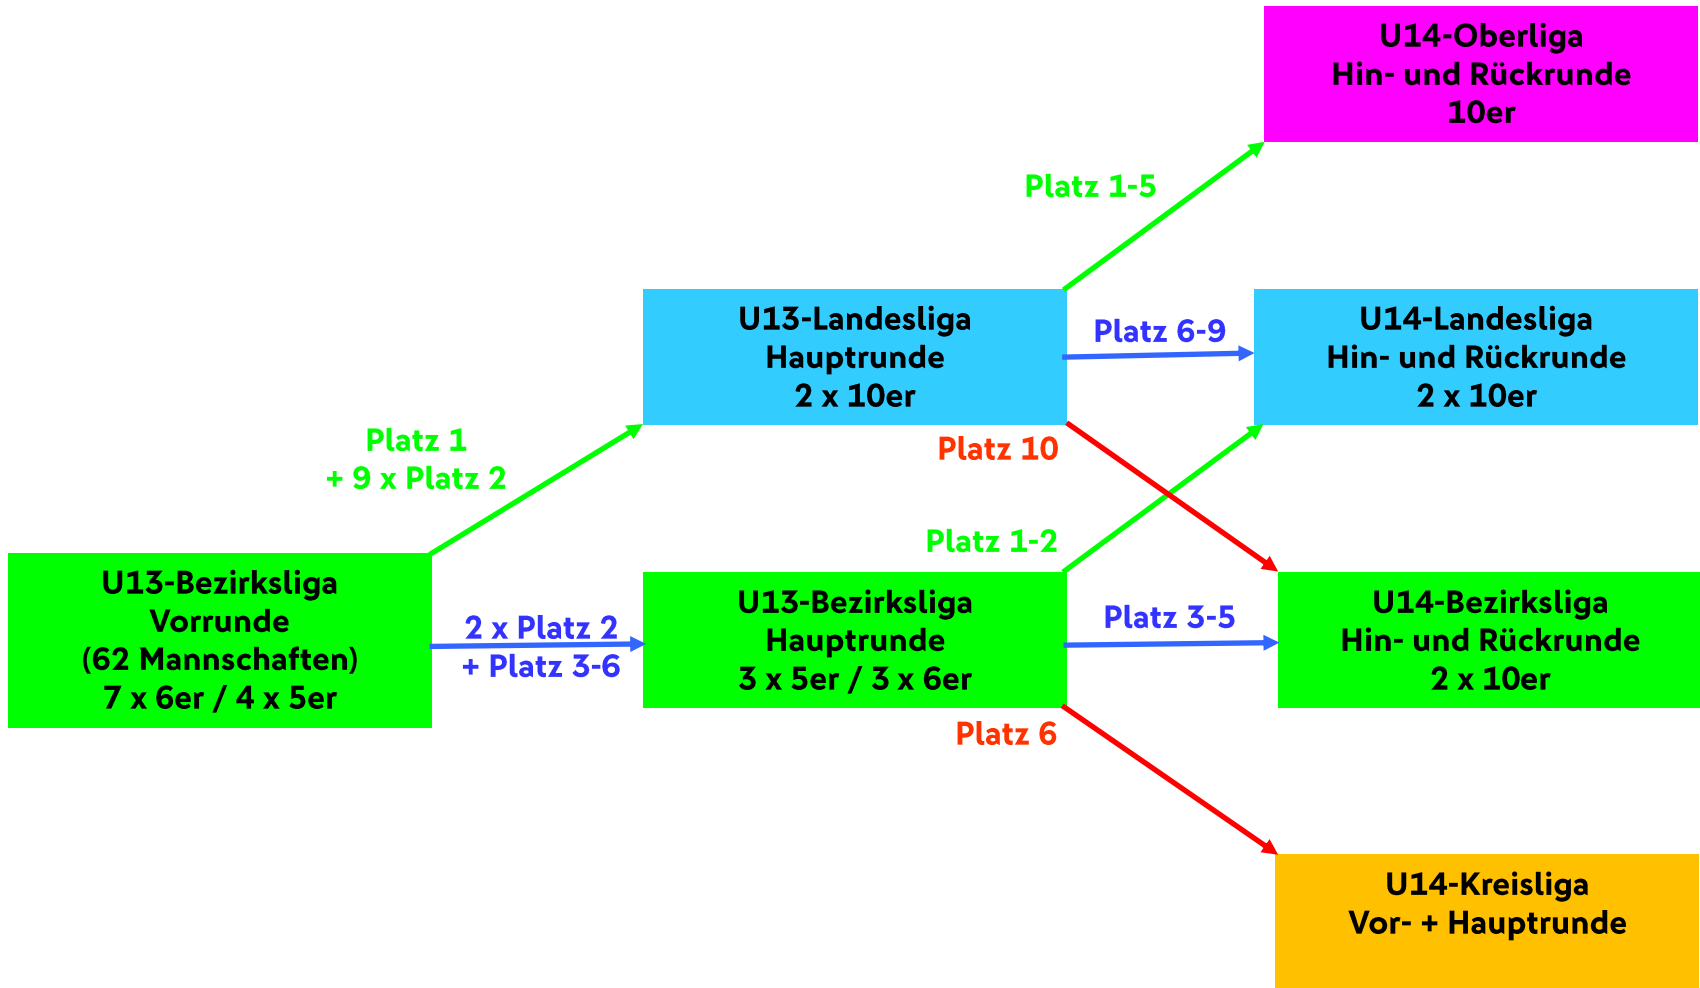 U14-Oberliga
Hin- und Rückrunde
10er
Platz 1-5
U13-Landesliga
Hauptrunde
2 x 10er
Platz 6-9
U14-Landesliga
Hin- und Rückrunde
2 x 10er
Platz 1
+ 9 x Platz 2
Platz 10
Platz 1-2
U13-Bezirksliga
Vorrunde
(62 Mannschaften)
7 x 6er / 4 x 5er
2 x Platz 2
+ Platz 3-6
U13-Bezirksliga
Hauptrunde
3 x 5er / 3 x 6er
Platz 3-5
U14-Bezirksliga
Hin- und Rückrunde
2 x 10er
Platz 6
U14-Kreisliga
Vor- + Hauptrunde